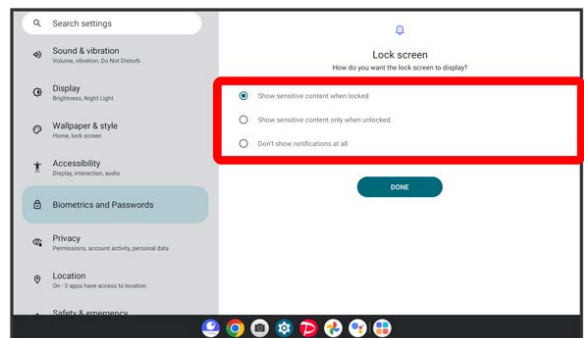 Search settings
Sound & vibration
Volume, vibration, Do Not Disturb
Display
Brightness, Night Light
Wallpaper & style
Home, lock screen
Accessibility
Display, interaction, audio
Biometrics and Passwords
Privacy
Permissions, account activity, personal data
Location
On - 0 apps have access to location
Safety & emergency
Lock screen
How do you want the lock screen to display?
Show sensitive content when locked
Show sensitive content only when unlocked
Don't show notifications at all
DONE